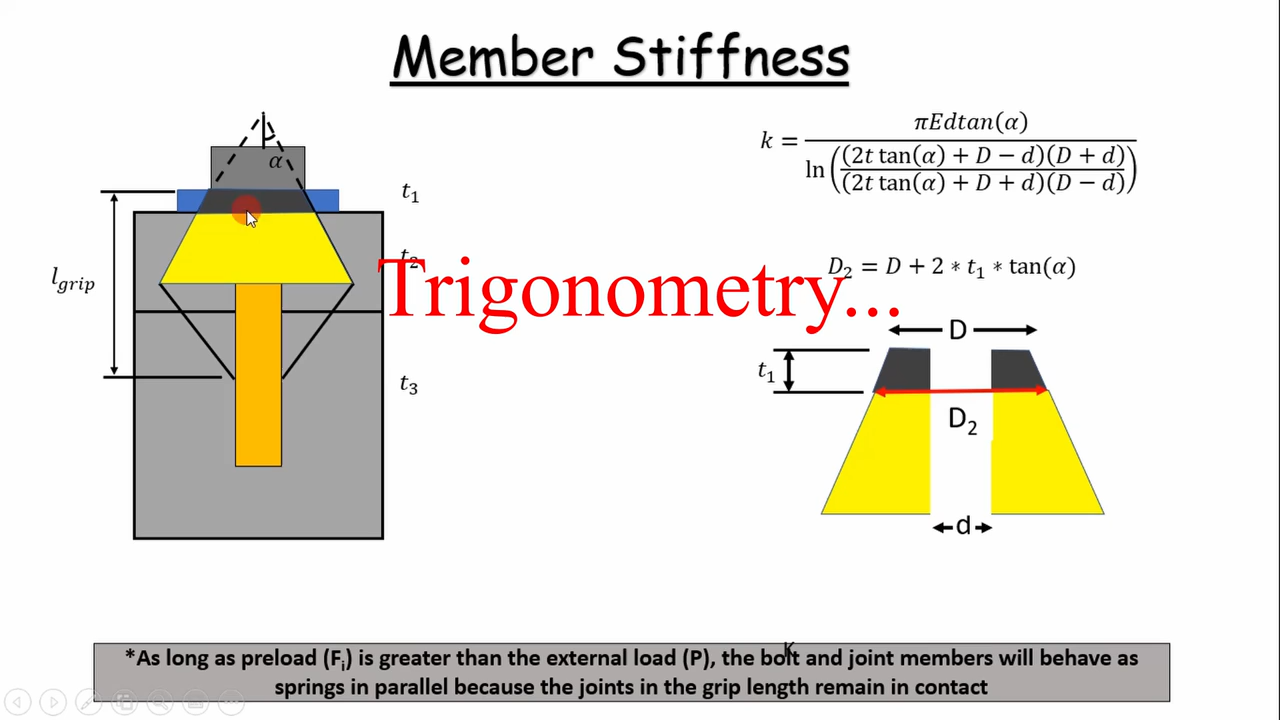 Member Stiffness
k = πEdtan(α) / ln((2t tan(α) + D − d)(D + d) / (2t tan(α) + D + d)(D − d))
α
t₁
l_grip
t₂
D₂ = D + 2 ∗ t₁ ∗ tan(α)
Trigonometry...
D
t₁
t₃
D₂
d
K
*As long as preload (Fᵢ) is greater than the external load (P), the bolt and joint members will behave as
springs in parallel because the joints in the grip length remain in contact